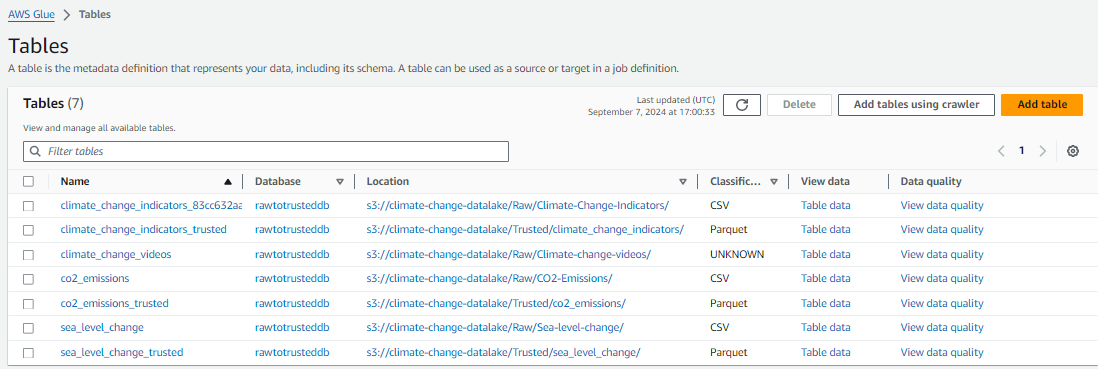 AWS Glue > Tables
Tables
A table is the metadata definition that represents your data, including its schema. A table can be used as a source or target in a job definition.
Tables (7)
Last updated (UTC)
September 7, 2024 at 17:00:33
Delete
Add tables using crawler
Add table
View and manage all available tables.
Filter tables
1
Name Database Location Classific... View data Data quality
climate_change_indicators_83cc632aa rawtotrusteddb s3://climate-change-datalake/Raw/Climate-Change-Indicators/ CSV Table data View data quality
climate_change_indicators_trusted rawtotrusteddb s3://climate-change-datalake/Trusted/climate_change_indicators/ Parquet Table data View data quality
climate_change_videos rawtotrusteddb s3://climate-change-datalake/Raw/Climate-change-videos/ UNKNOWN Table data View data quality
co2_emissions rawtotrusteddb s3://climate-change-datalake/Raw/CO2-Emissions/ CSV Table data View data quality
co2_emissions_trusted rawtotrusteddb s3://climate-change-datalake/Trusted/co2_emissions/ Parquet Table data View data quality
sea_level_change rawtotrusteddb s3://climate-change-datalake/Raw/Sea-level-change/ CSV Table data View data quality
sea_level_change_trusted rawtotrusteddb s3://climate-change-datalake/Trusted/sea_level_change/ Parquet Table data View data quality